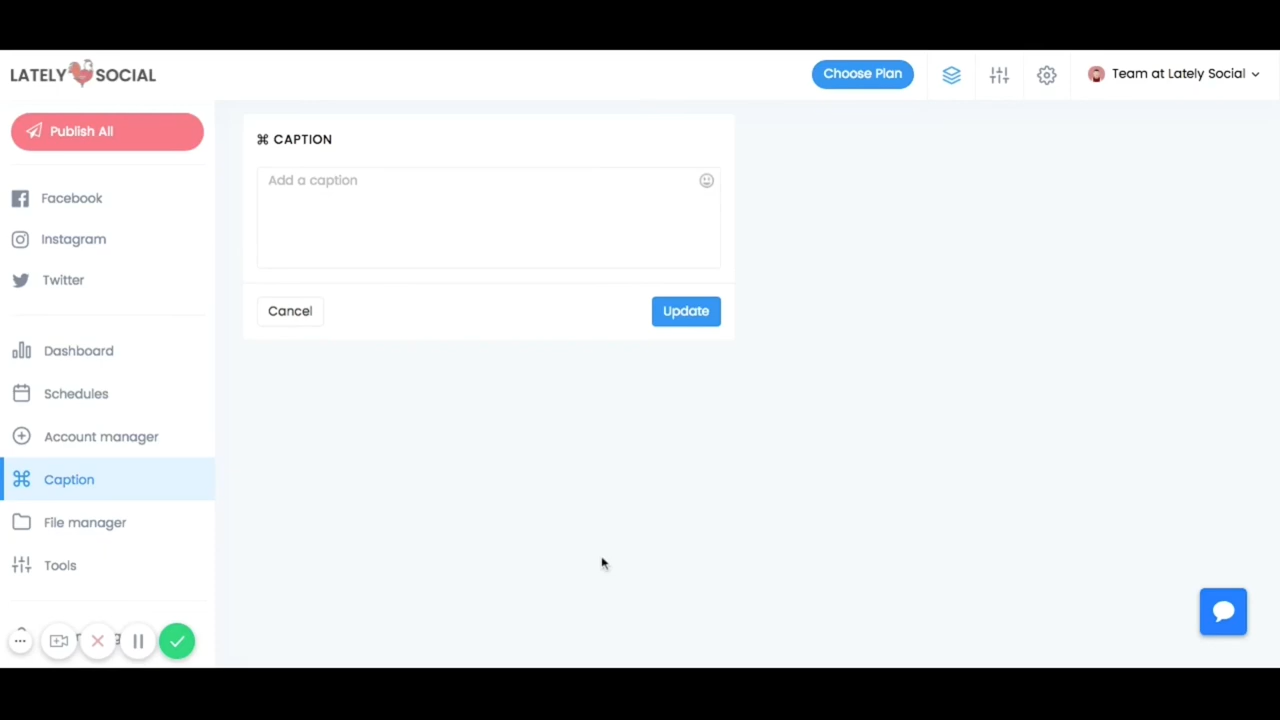 LATELY SOCIAL
Choose Plan
Team at Lately Social
Publish All
Facebook
Instagram
Twitter
Dashboard
Schedules
Account manager
Caption
File manager
Tools
CAPTION
Add a caption
Cancel
Update